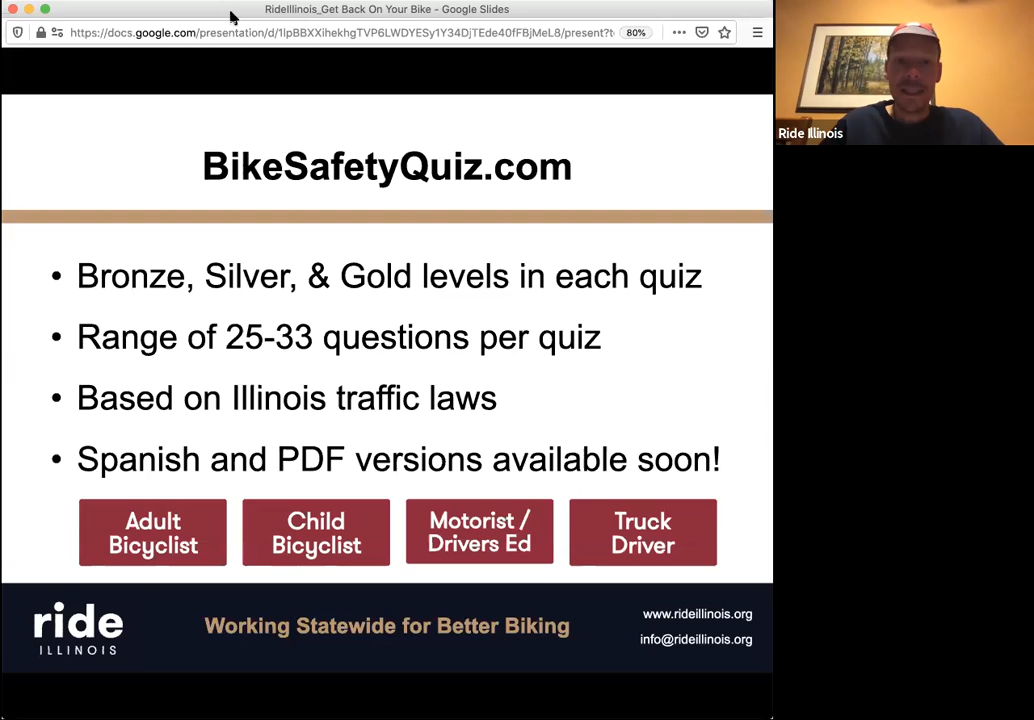 RideIllinois_Get Back On Your Bike - Google Slides
https://docs.google.com/presentation/d/1lpBBXXihekhgTVP6LWDYESy1Y34DjTEde40fFBjMeL8/present?t
80%
Ride Illinois
BikeSafetyQuiz.com
• Bronze, Silver, & Gold levels in each quiz
• Range of 25-33 questions per quiz
• Based on Illinois traffic laws
• Spanish and PDF versions available soon!
Adult
Bicyclist
Child
Bicyclist
Motorist /
Drivers Ed
Truck
Driver
ride
ILLINOIS
Working Statewide for Better Biking
www.rideillinois.org
info@rideillinois.org